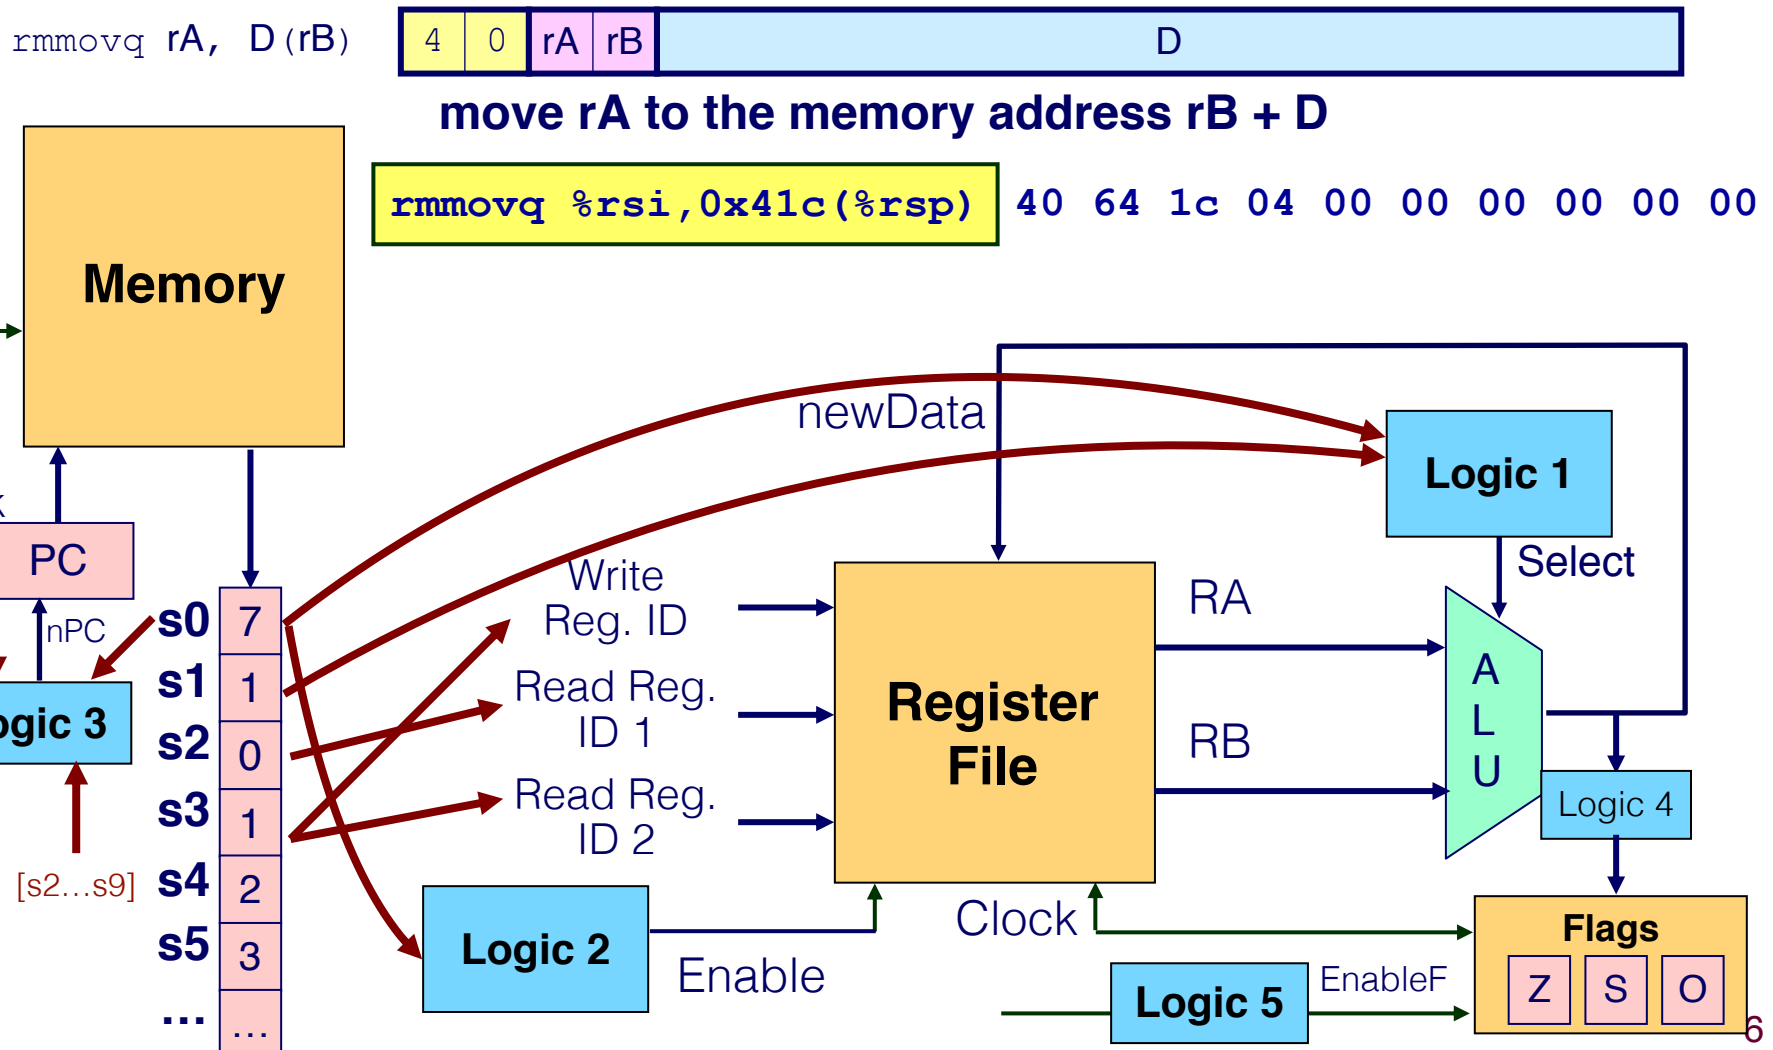 rmmovq rA, D(rB) 4 0 rA rB D
move rA to the memory address rB + D
rmmovq %rsi,0x41c(%rsp) 40 64 1c 04 00 00 00 00 00 00
Memory
newData
Logic 1
Select
k
PC
nPC
ogic 3
[s2...s9]
s0 7
s1 1
s2 0
s3 1
s4 2
s5 3
... ...
Write
Reg. ID
Read Reg.
ID 1
Read Reg.
ID 2
Register
File
RA
RB
A
L
U
Logic 4
Logic 2
Enable
Clock
Logic 5
EnableF
Flags
Z S O
6